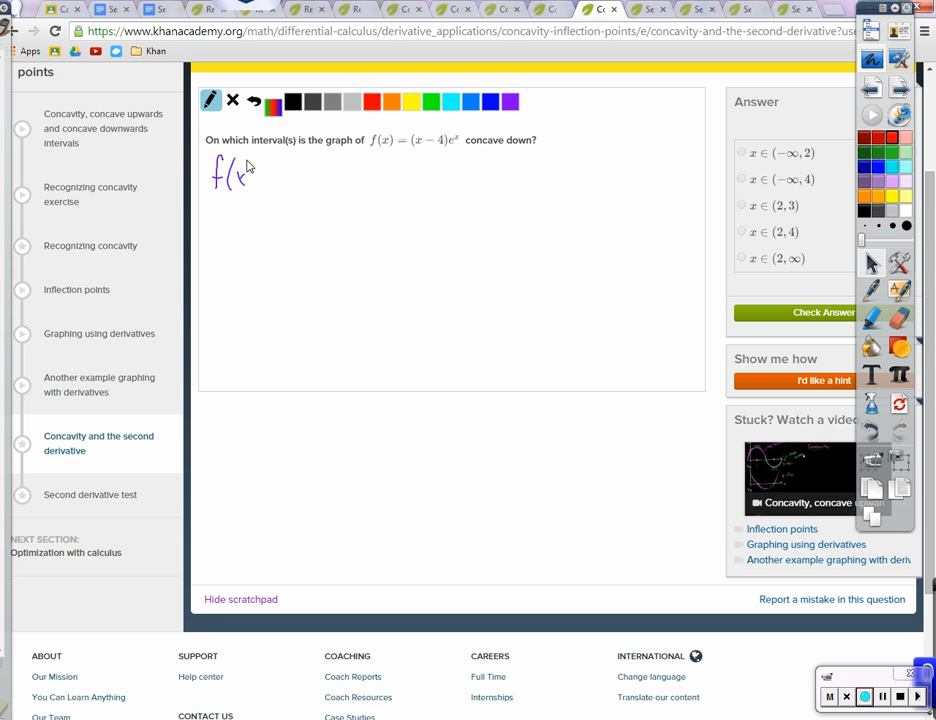 https://www.khanacademy.org/math/differential-calculus/derivative_applications/concavity-inflection-points/e/concavity-and-the-second-derivative?us
Apps
Khan
points
Concavity, concave upwards
and concave downwards
intervals
Recognizing concavity
exercise
Recognizing concavity
Inflection points
Graphing using derivatives
Another example graphing
with derivatives
Concavity and the second
derivative
Second derivative test
NEXT SECTION:
Optimization with calculus
On which interval(s) is the graph of f(x) = (x − 4)eˣ concave down?
f(x
Hide scratchpad
Answer
x ∈ (−∞, 2)
x ∈ (−∞, 4)
x ∈ (2, 3)
x ∈ (2, 4)
x ∈ (2, ∞)
Check Answer
Show me how
I'd like a hint
Stuck? Watch a video
Concavity, concave upwar
Inflection points
Graphing using derivatives
Another example graphing with deriv
Report a mistake in this question
ABOUT
Our Mission
You Can Learn Anything
Our Team
SUPPORT
Help center
CONTACT US
COACHING
Coach Reports
Coach Resources
Case Studies
CAREERS
Full Time
Internships
INTERNATIONAL
Change language
Translate our content
M